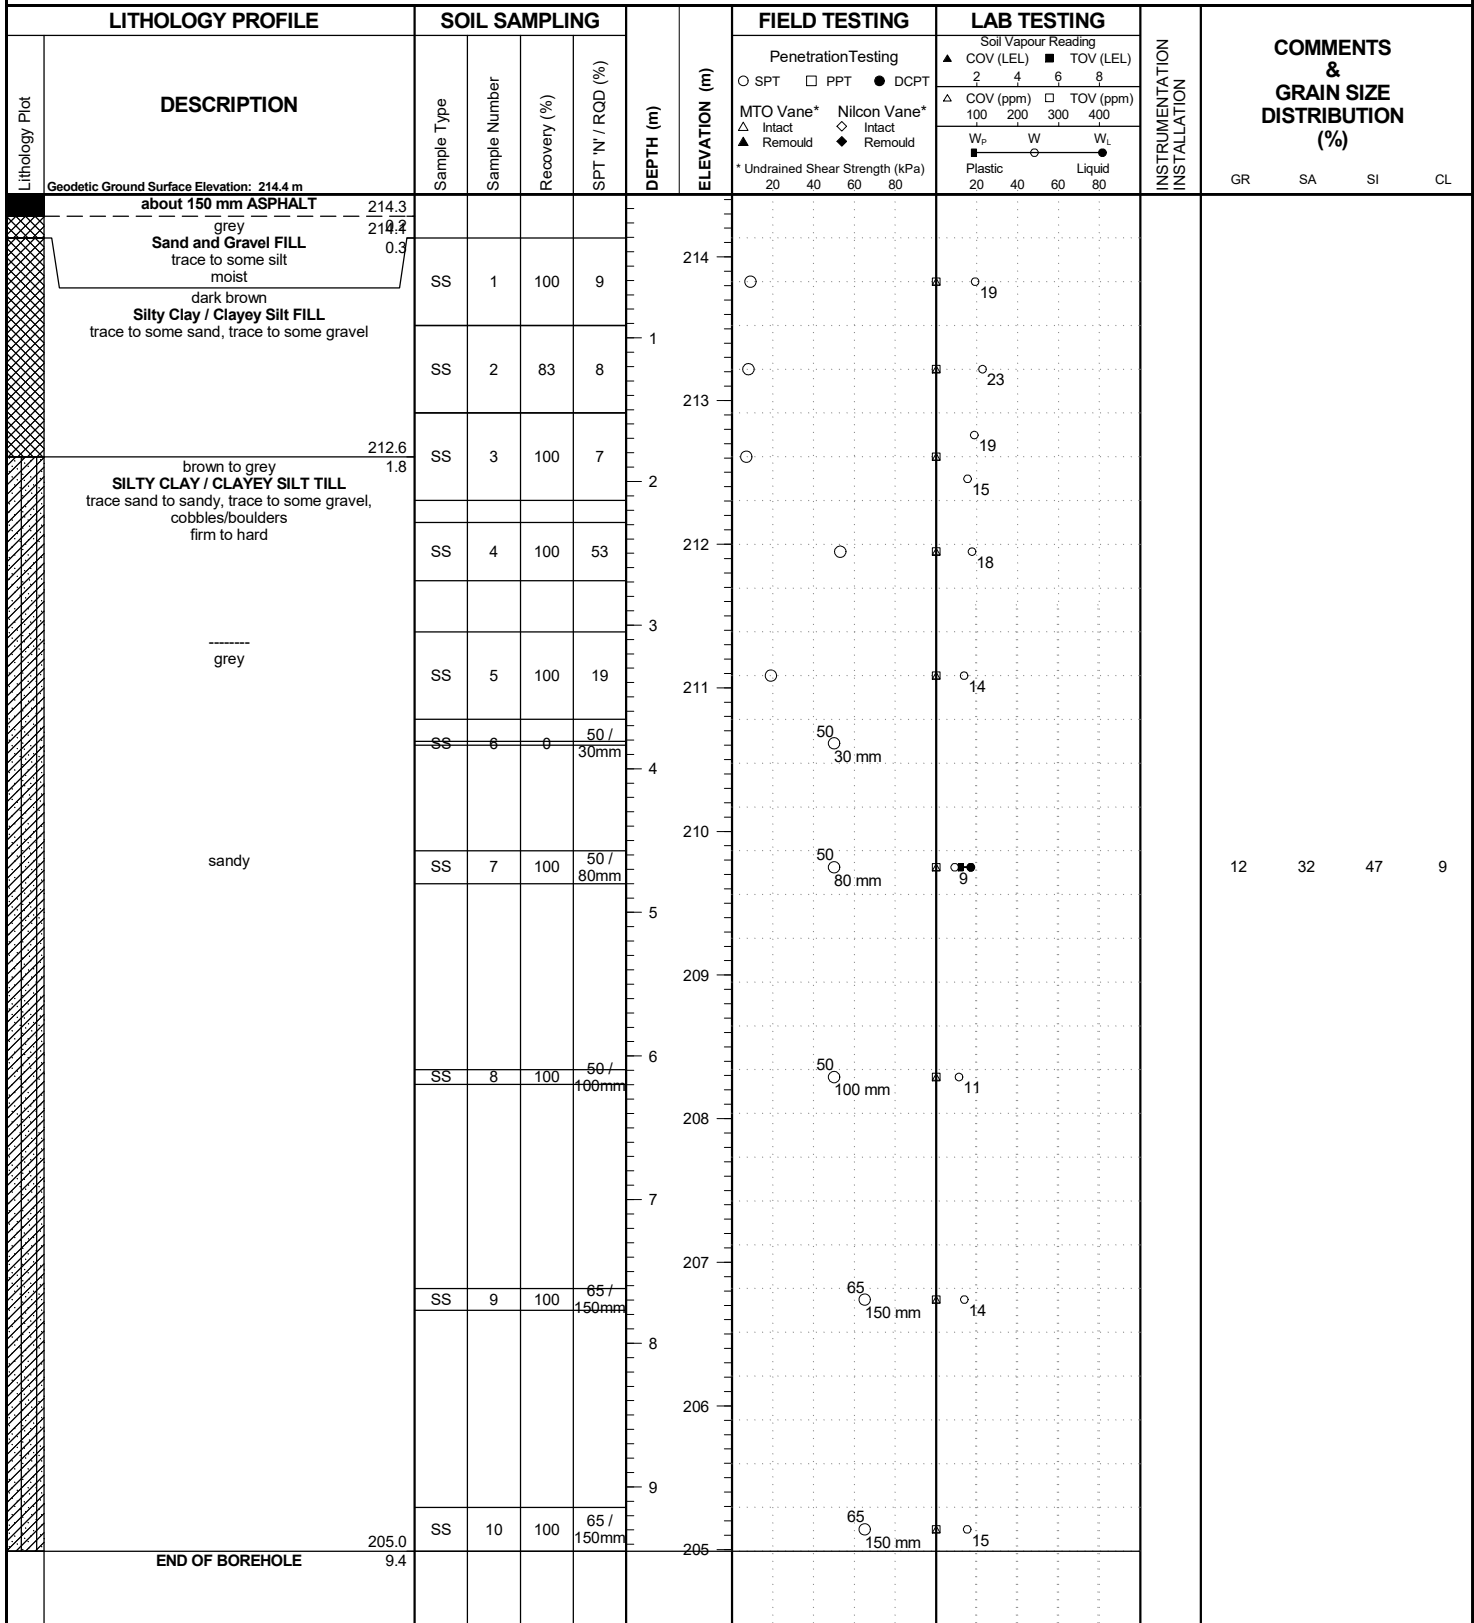 LITHOLOGY PROFILE
SOIL SAMPLING
FIELD TESTING
LAB TESTING
Lithology Plot
DESCRIPTION
Geodetic Ground Surface Elevation: 214.4 m
Sample Type
Sample Number
Recovery (%)
SPT 'N' / RQD (%)
DEPTH (m)
ELEVATION (m)
PenetrationTesting
SPT PPT DCPT
MTO Vane* Nilcon Vane*
Intact Intact
Remould Remould
* Undrained Shear Strength (kPa)
20 40 60 80
Soil Vapour Reading
COV (LEL) TOV (LEL)
2 4 6 8
COV (ppm) TOV (ppm)
100 200 300 400
WP W WL
Plastic Liquid
20 40 60 80
INSTRUMENTATION
INSTALLATION
COMMENTS
&
GRAIN SIZE
DISTRIBUTION
(%)
GR SA SI CL
about 150 mm ASPHALT 214.3
grey 0.2
214.1
Sand and Gravel FILL 0.3
trace to some silt
moist
214
SS 1 100 9
19
dark brown
Silty Clay / Clayey Silt FILL
trace to some sand, trace to some gravel
1
SS 2 83 8
23
213
212.6
SS 3 100 7
19
brown to grey 1.8
SILTY CLAY / CLAYEY SILT TILL
2
15
trace sand to sandy, trace to some gravel,
cobbles/boulders
firm to hard
212
SS 4 100 53
18
3
--------
grey
SS 5 100 19
14
211
SS 6 0 50 /
30mm
50
30 mm
4
210
sandy
SS 7 100 50 /
80mm
50
80 mm
9
12 32 47 9
5
209
6
SS 8 100 50 /
100mm
50
100 mm
11
208
7
207
SS 9 100 65 /
150mm
65
150 mm
14
8
206
9
SS 10 100 65 /
150mm
65
150 mm
15
205.0
205
END OF BOREHOLE 9.4